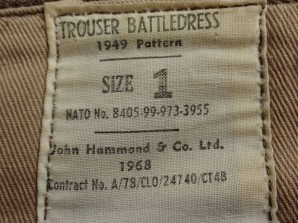 TROUSER BATTLEDRESS
1949 Pattern
SIZE 1
NATO No. 8405-99-973-3955
John Hammond & Co. Ltd.
1968
Contract No. A/78/CLO/24740/CT4B